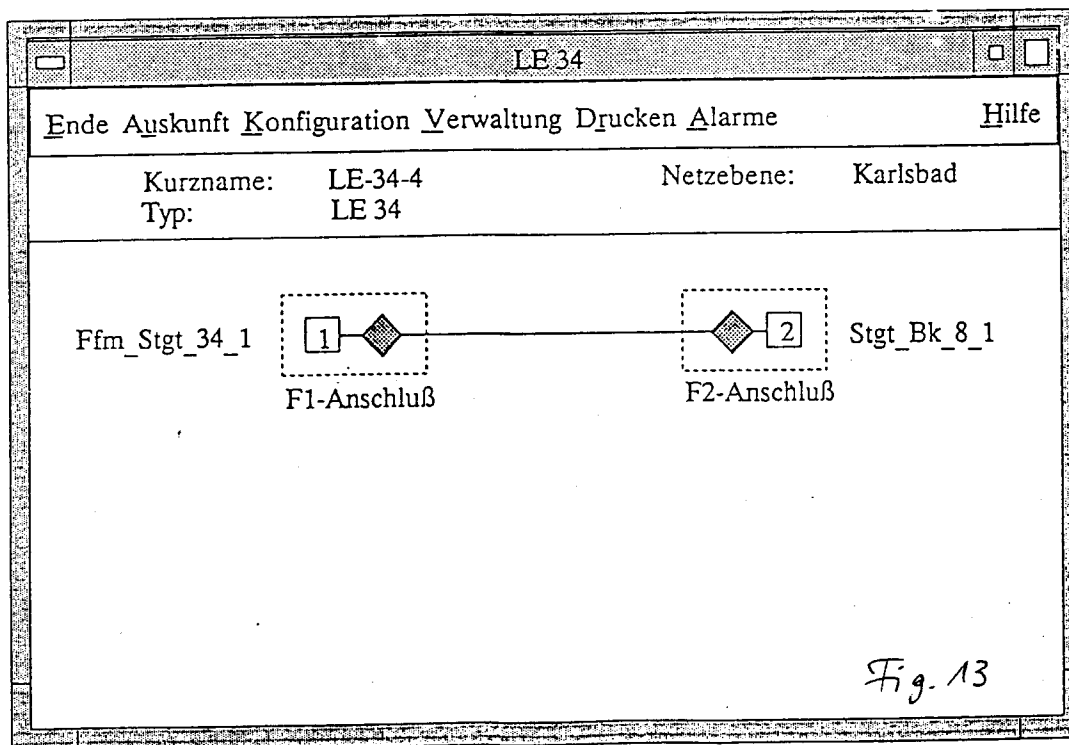 LE 34
Ende Auskunft Konfiguration Verwaltung Drucken Alarme Hilfe
Kurzname: LE-34-4 Netzebene: Karlsbad
Typ: LE 34
Ffm_Stgt_34_1 1 2 Stgt_Bk_8_1
F1-Anschluß F2-Anschluß
Fig. 13